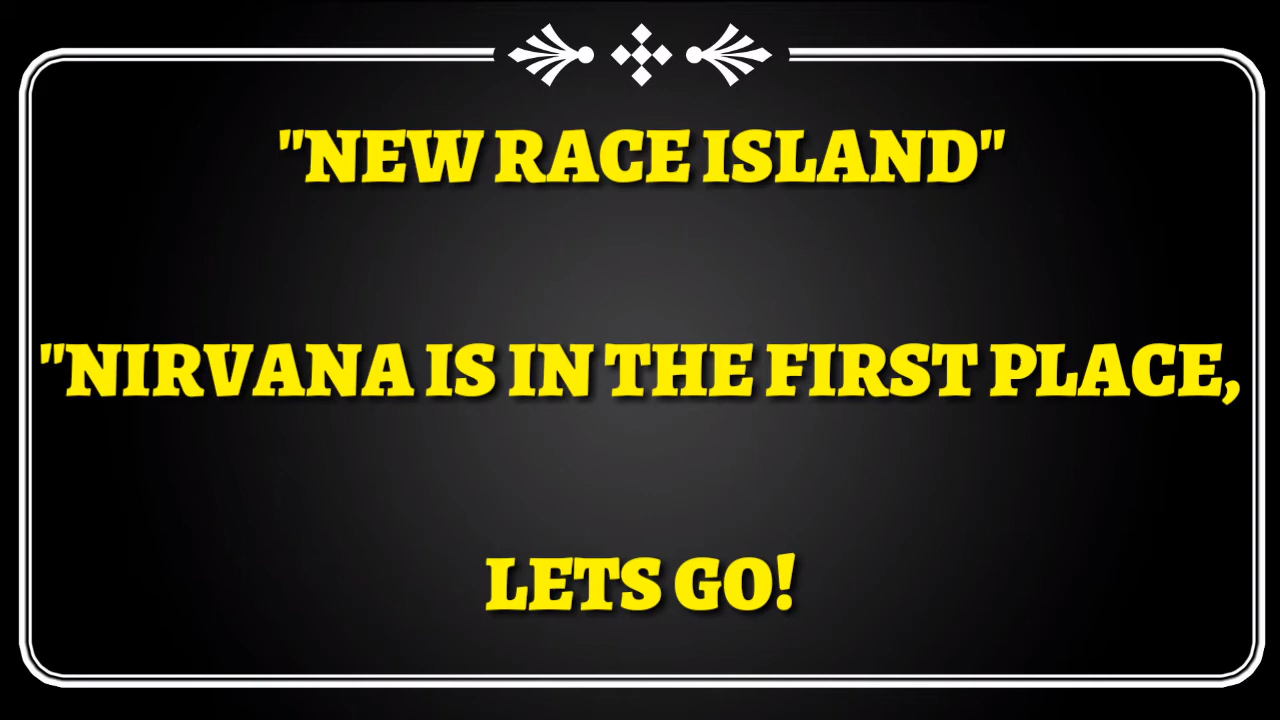 "NEW RACE ISLAND"
"NIRVANA IS IN THE FIRST PLACE,
LETS GO!